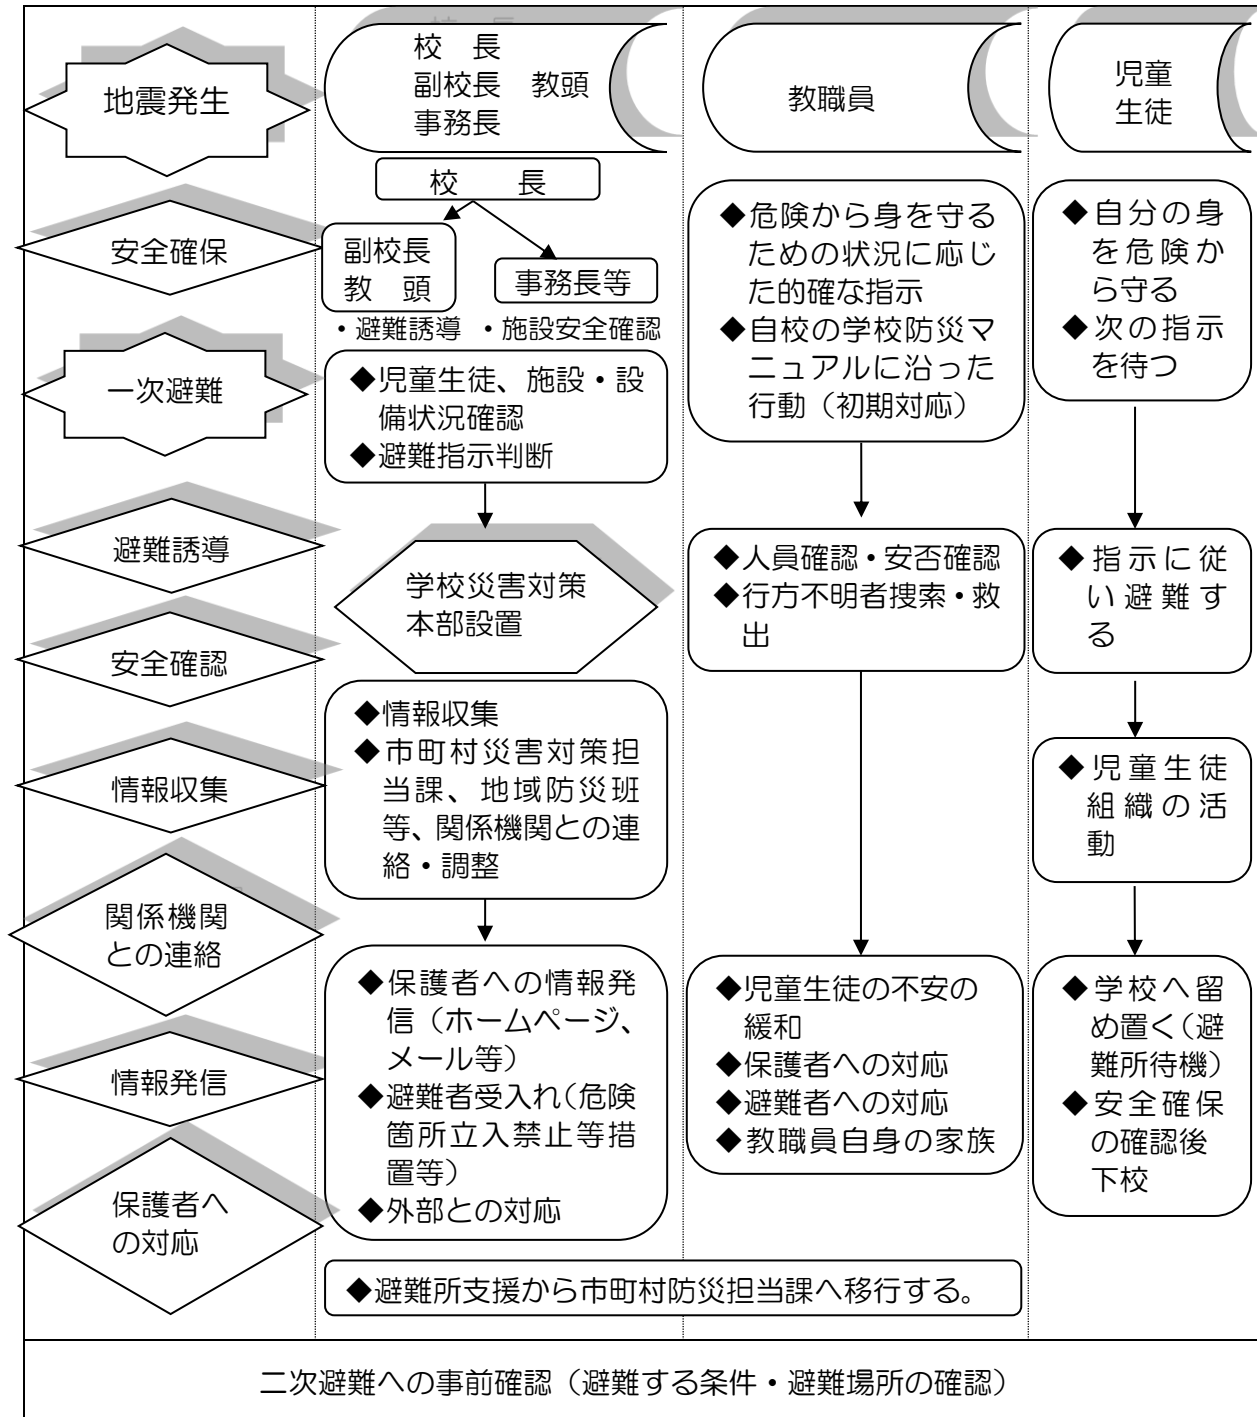 地震発生
安全確保
一次避難
避難誘導
安全確認
情報収集
関係機関
との連絡
情報発信
保護者へ
の対応
校　長
副校長　教頭
事務長
校　　長
副校長
教　頭
事務長等
・避難誘導
・施設安全確認
◆児童生徒、施設・設
備状況確認
◆避難指示判断
学校災害対策
本部設置
◆情報収集
◆市町村災害対策担
当課、地域防災班
等、関係機関との連
絡・調整
◆保護者への情報発
信（ホームページ、
メール等）
◆避難者受入れ（危険
箇所立入禁止等措
置等）
◆外部との対応
教職員
◆危険から身を守る
ための状況に応じ
た的確な指示
◆自校の学校防災マ
ニュアルに沿った
行動（初期対応）
◆人員確認・安否確認
◆行方不明者捜索・救
出
◆児童生徒の不安の
緩和
◆保護者への対応
◆避難者への対応
◆教職員自身の家族
児童
生徒
◆自分の身
を危険か
ら守る
◆次の指示
を待つ
◆指示に従
い避難す
る
◆児童生徒
組織の活
動
◆学校へ留
め置く（避
難所待機）
◆安全確保
の確認後
下校
◆避難所支援から市町村防災担当課へ移行する。
二次避難への事前確認（避難する条件・避難場所の確認）